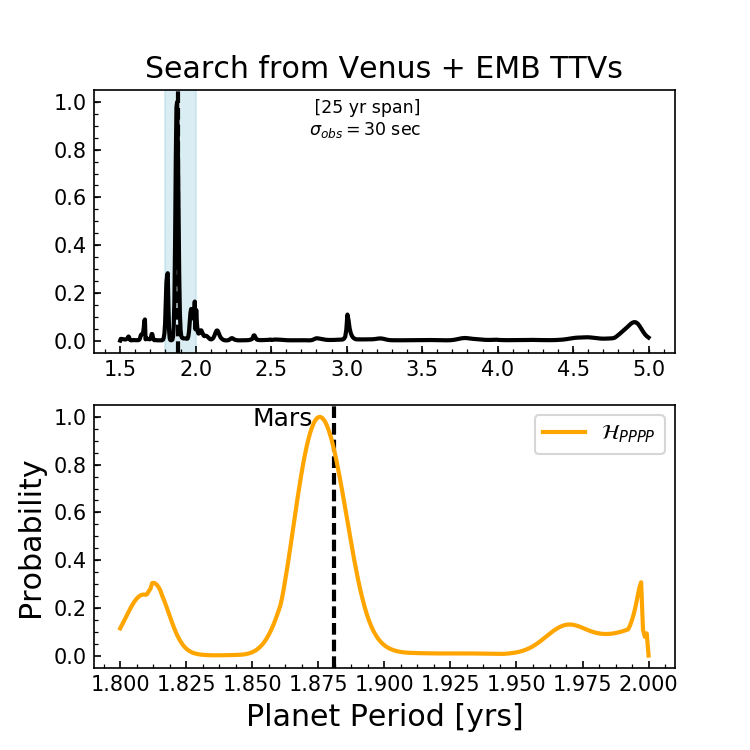 Search from Venus + EMB TTVs
1.0
0.8
0.6
0.4
0.2
0.0
[25 yr span]
σ_obs = 30 sec
1.5 2.0 2.5 3.0 3.5 4.0 4.5 5.0
Probability
1.0
0.8
0.6
0.4
0.2
0.0
Mars
ℋ_PPPP
1.800 1.825 1.850 1.875 1.900 1.925 1.950 1.975 2.000
Planet Period [yrs]